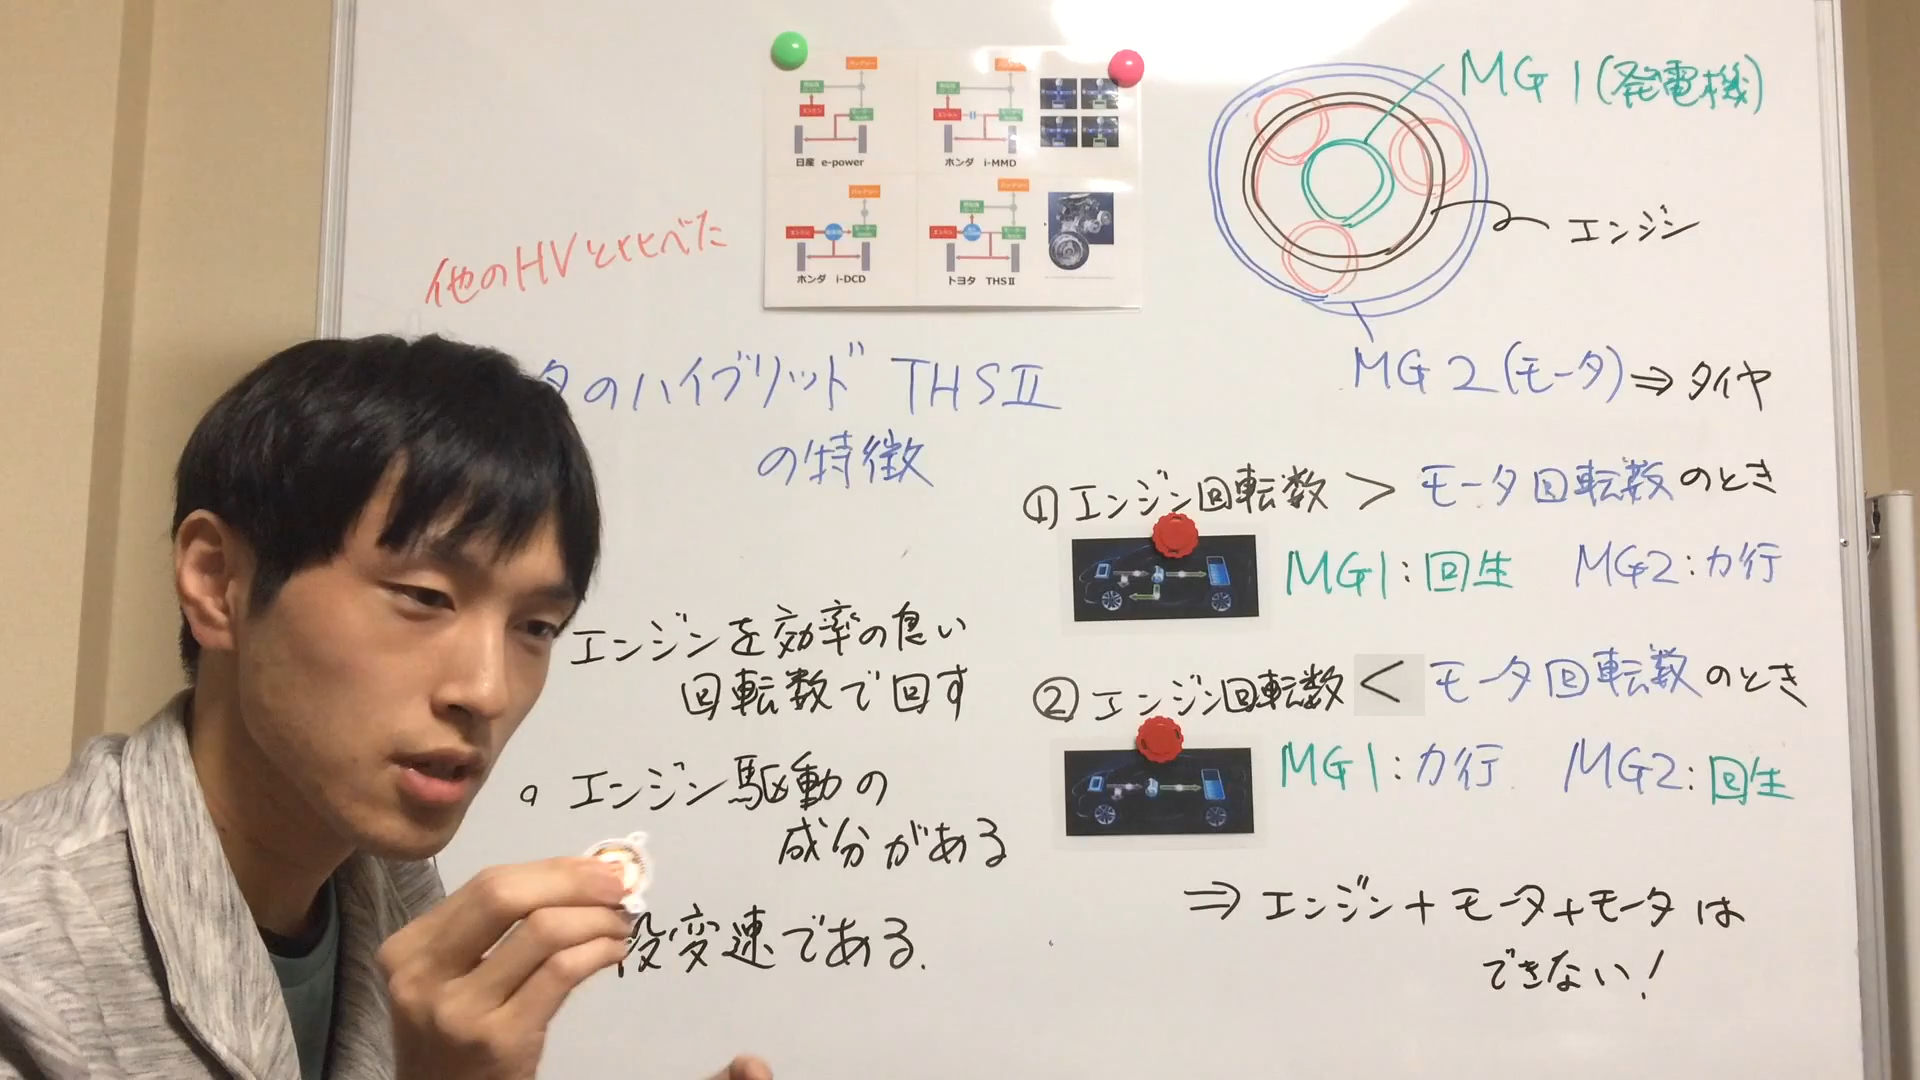 日産 e-power
ホンダ i-MMD
ホンダ i-DCD
トヨタ THSⅡ
他のHVと比べた
タのハイブリッド THSⅡ
の特徴
エンジンを効率の良い
回転数で回す
エンジン駆動の
成分がある
段変速である.
MG1(発電機)
エンジン
MG2(モータ)⇒タイヤ
①エンジン回転数 > モータ回転数のとき
MG1:回生 MG2:力行
②エンジン回転数 < モータ回転数のとき
MG1:力行 MG2:回生
⇒エンジン+モータ+モータは
できない!